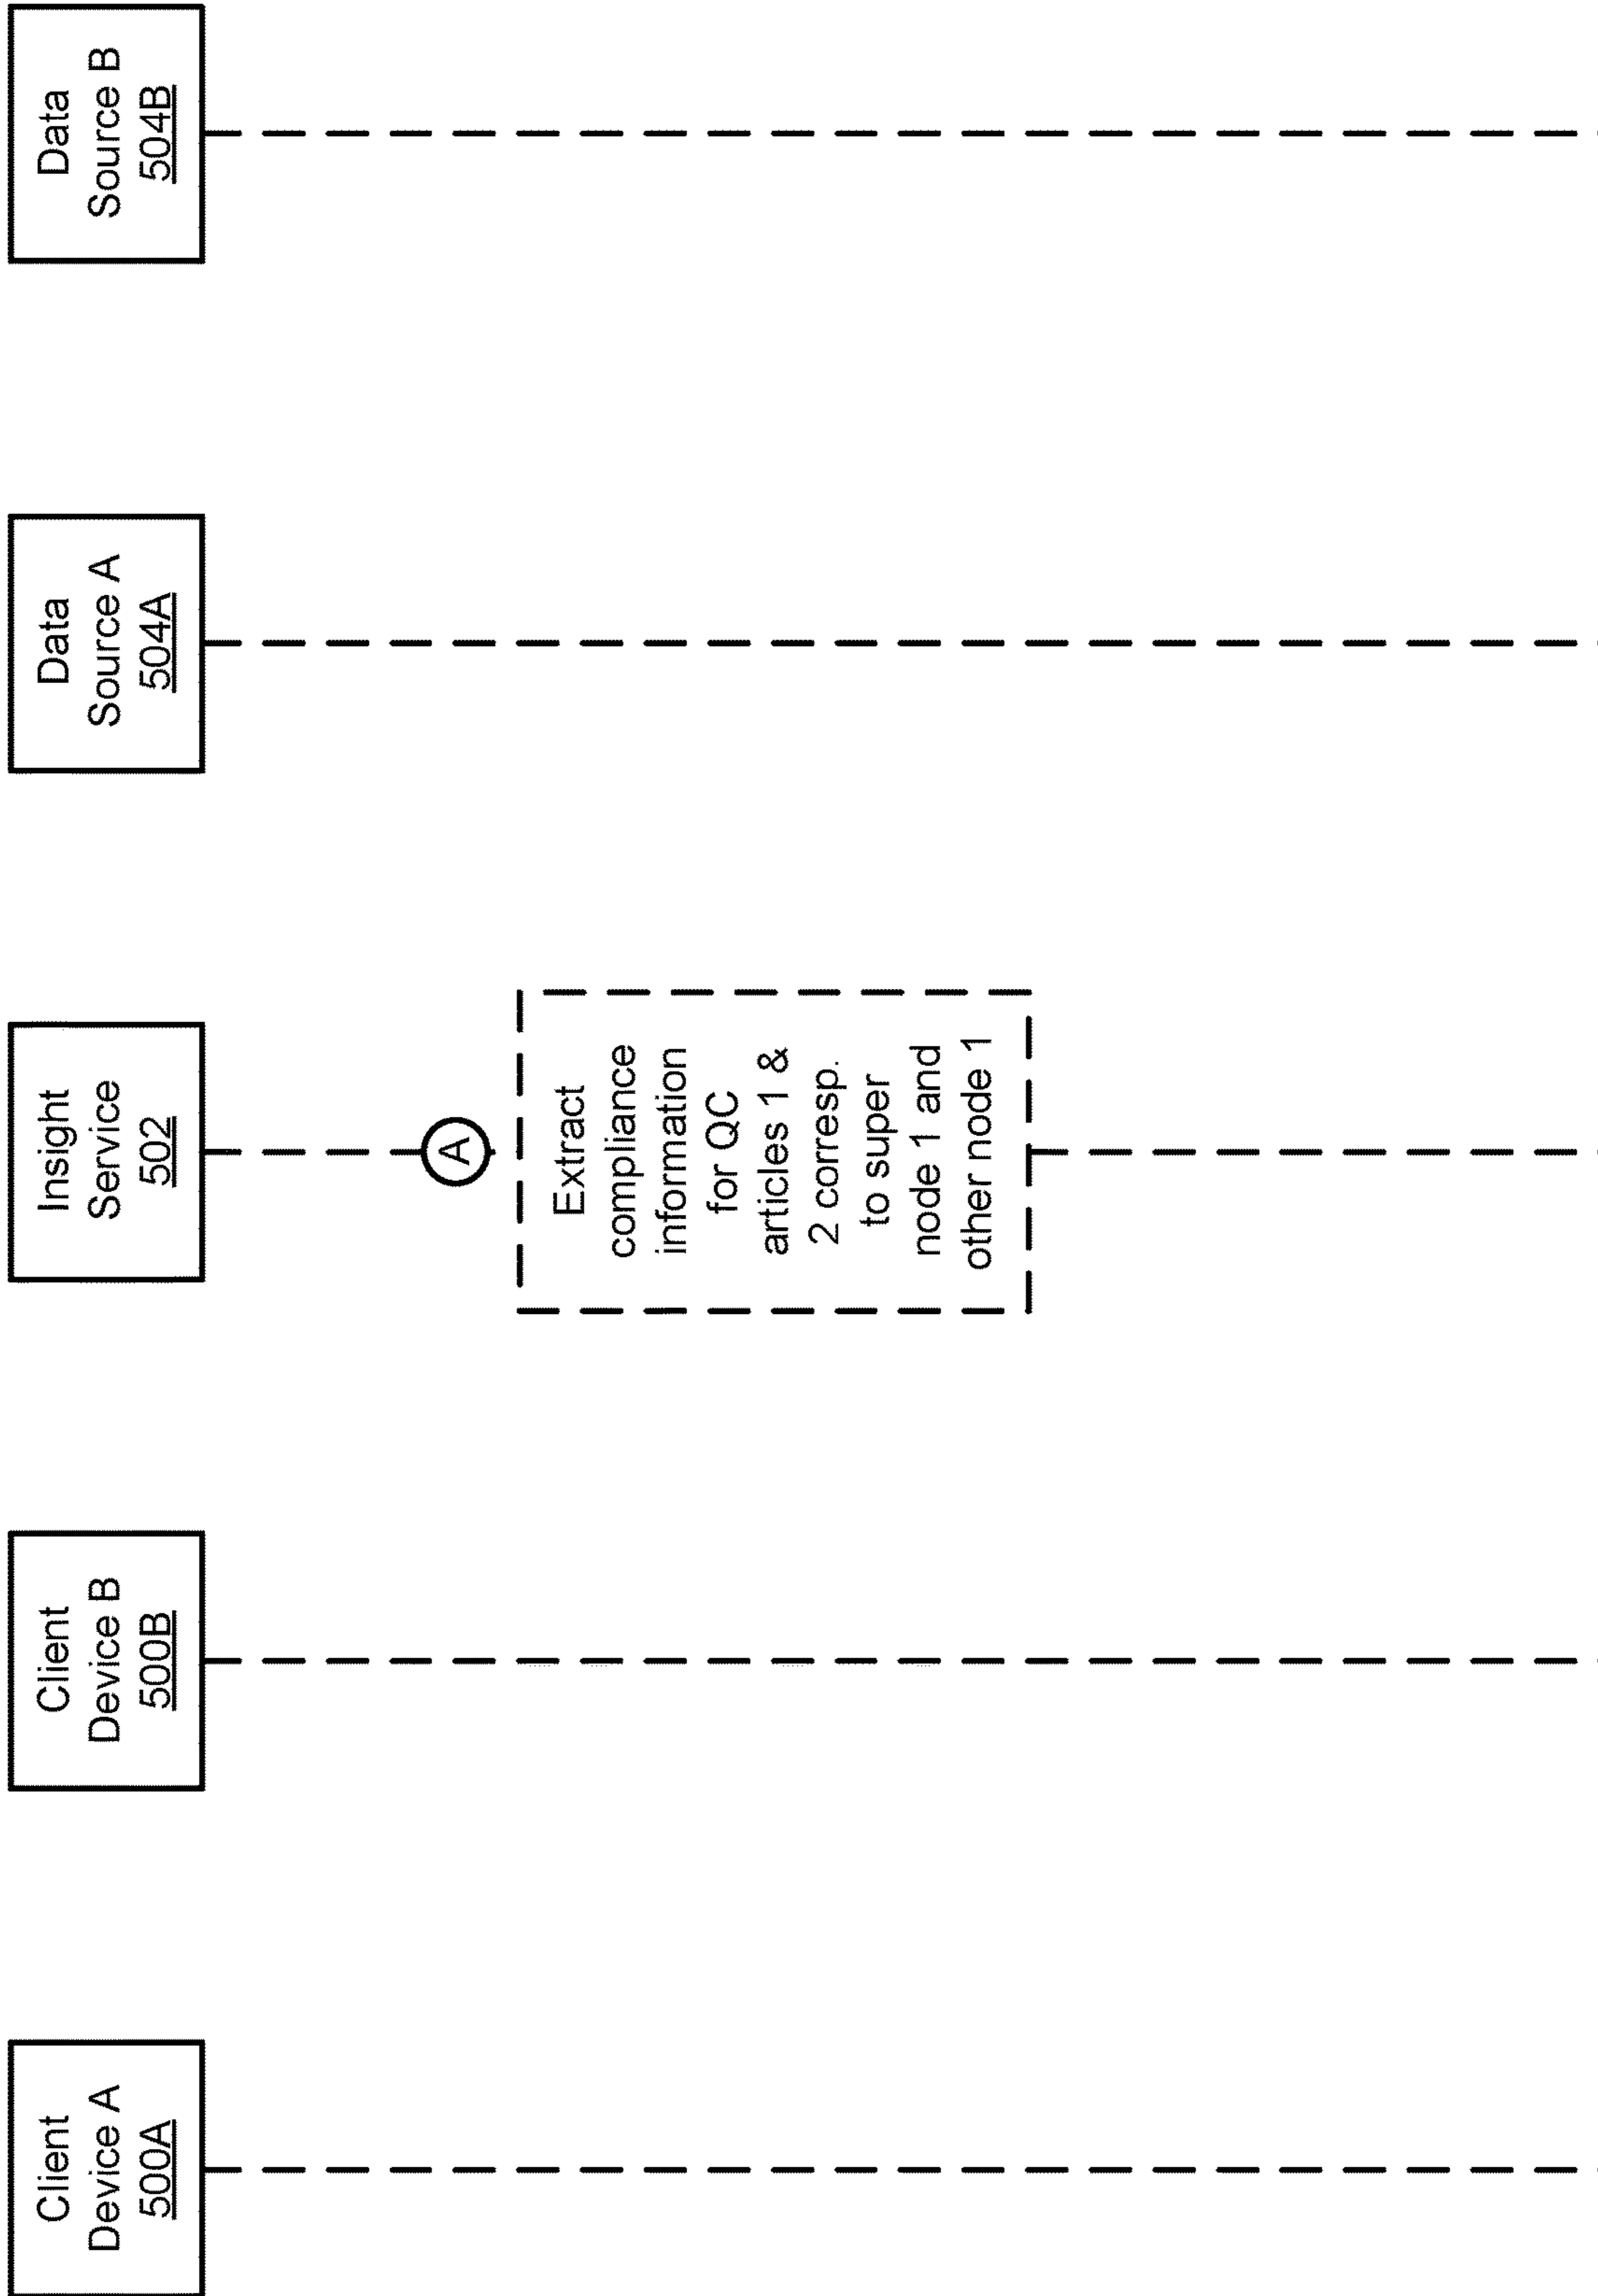 Client
Device A
500A
Client
Device B
500B
Insight
Service
502
Data
Source A
504A
Data
Source B
504B
A
Extract
compliance
information
for QC
articles 1 &
2 corresp.
to super
node 1 and
other node 1